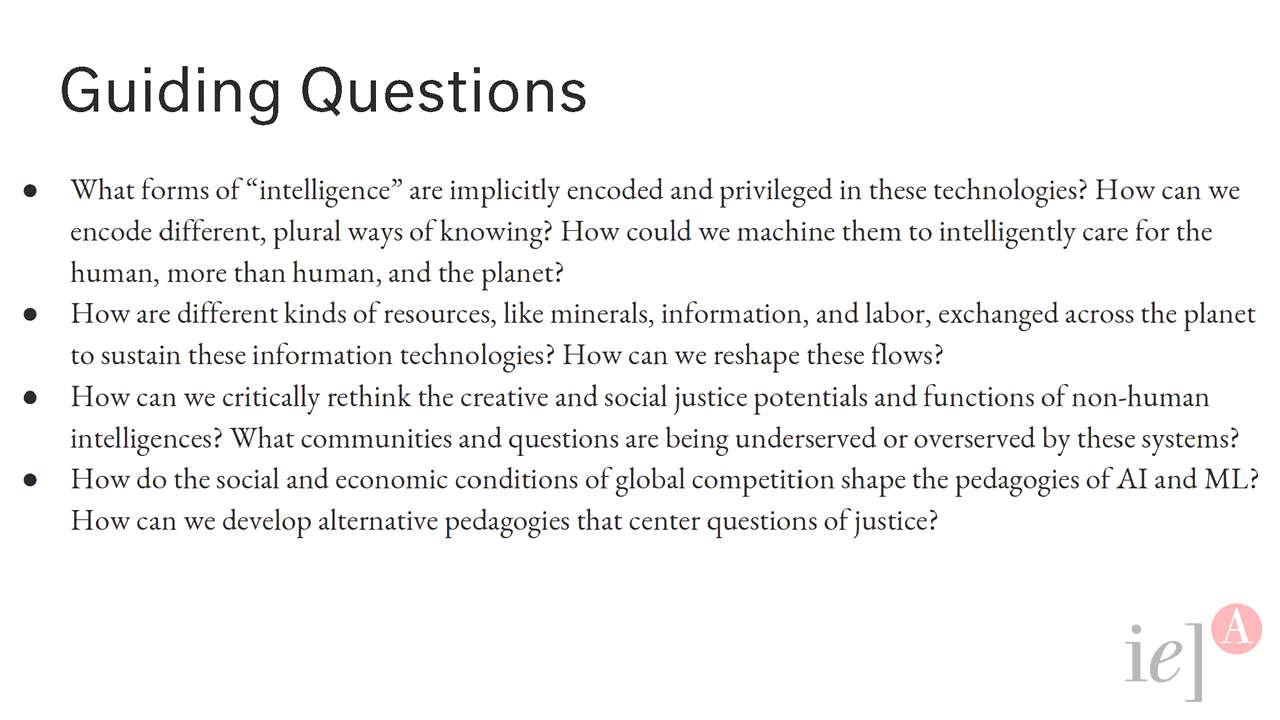 Guiding Questions
● What forms of “intelligence” are implicitly encoded and privileged in these technologies? How can we
encode different, plural ways of knowing? How could we machine them to intelligently care for the
human, more than human, and the planet?
● How are different kinds of resources, like minerals, information, and labor, exchanged across the planet
to sustain these information technologies? How can we reshape these flows?
● How can we critically rethink the creative and social justice potentials and functions of non-human
intelligences? What communities and questions are being underserved or overserved by these systems?
● How do the social and economic conditions of global competition shape the pedagogies of AI and ML?
How can we develop alternative pedagogies that center questions of justice?
ie] A